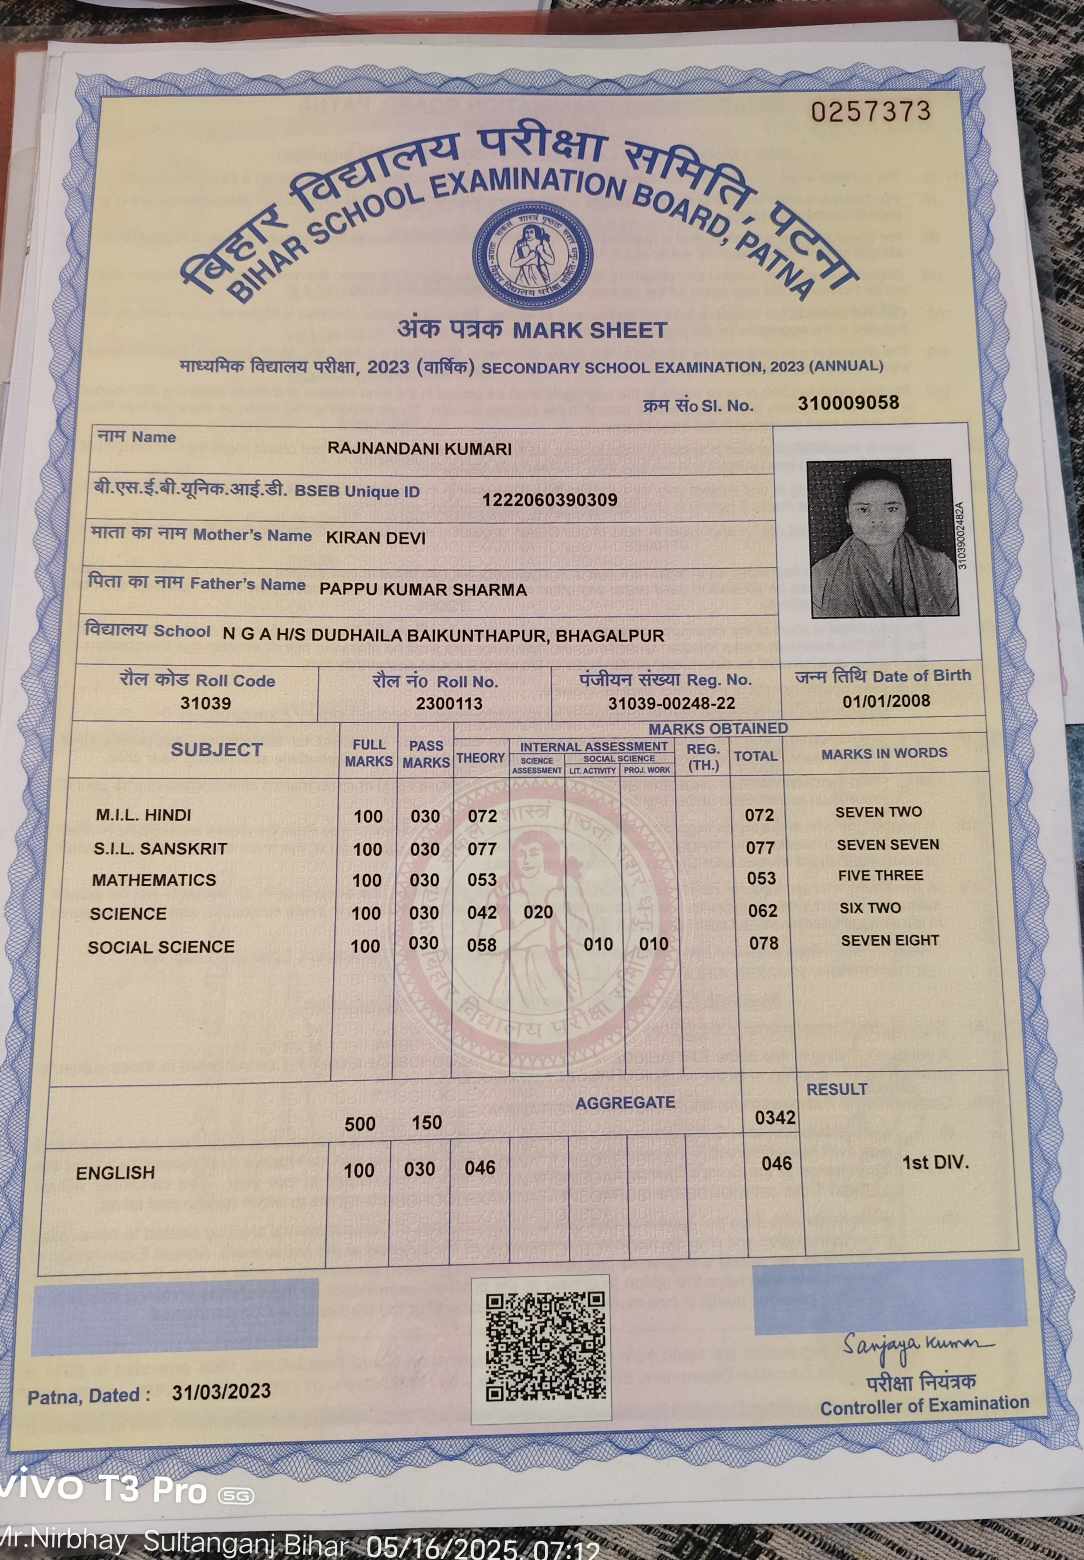 0257373
बिहार विद्यालय परीक्षा समिति, पटना
BIHAR SCHOOL EXAMINATION BOARD, PATNA
अंक पत्रक MARK SHEET
माध्यमिक विद्यालय परीक्षा, 2023 (वार्षिक) SECONDARY SCHOOL EXAMINATION, 2023 (ANNUAL)
क्रम सं० Sl. No. 310009058
नाम Name RAJNANDANI KUMARI
बी.एस.ई.बी.यूनिक.आई.डी. BSEB Unique ID 1222060390309
माता का नाम Mother's Name KIRAN DEVI
पिता का नाम Father's Name PAPPU KUMAR SHARMA
विद्यालय School N G A H/S DUDHAILA BAIKUNTHAPUR, BHAGALPUR
31039002482A
रौल कोड Roll Code रौल नं० Roll No. पंजीयन संख्या Reg. No. जन्म तिथि Date of Birth
31039 2300113 31039-00248-22 01/01/2008
MARKS OBTAINED
SUBJECT FULL MARKS PASS MARKS THEORY INTERNAL ASSESSMENT REG. (TH.) TOTAL MARKS IN WORDS
SCIENCE ASSESSMENT SOCIAL SCIENCE
LIT. ACTIVITY PROJ. WORK
M.I.L. HINDI 100 030 072 072 SEVEN TWO
S.I.L. SANSKRIT 100 030 077 077 SEVEN SEVEN
MATHEMATICS 100 030 053 053 FIVE THREE
SCIENCE 100 030 042 020 062 SIX TWO
SOCIAL SCIENCE 100 030 058 010 010 078 SEVEN EIGHT
बिहार विद्यालय परीक्षा समिति
AGGREGATE RESULT
500 150 0342
ENGLISH 100 030 046 046 1st DIV.
Sanjaya Kumar
परीक्षा नियंत्रक
Controller of Examination
Patna, Dated : 31/03/2023
vivo T3 Pro 5G
Mr.Nirbhay Sultanganj Bihar 05/16/2025, 07:12